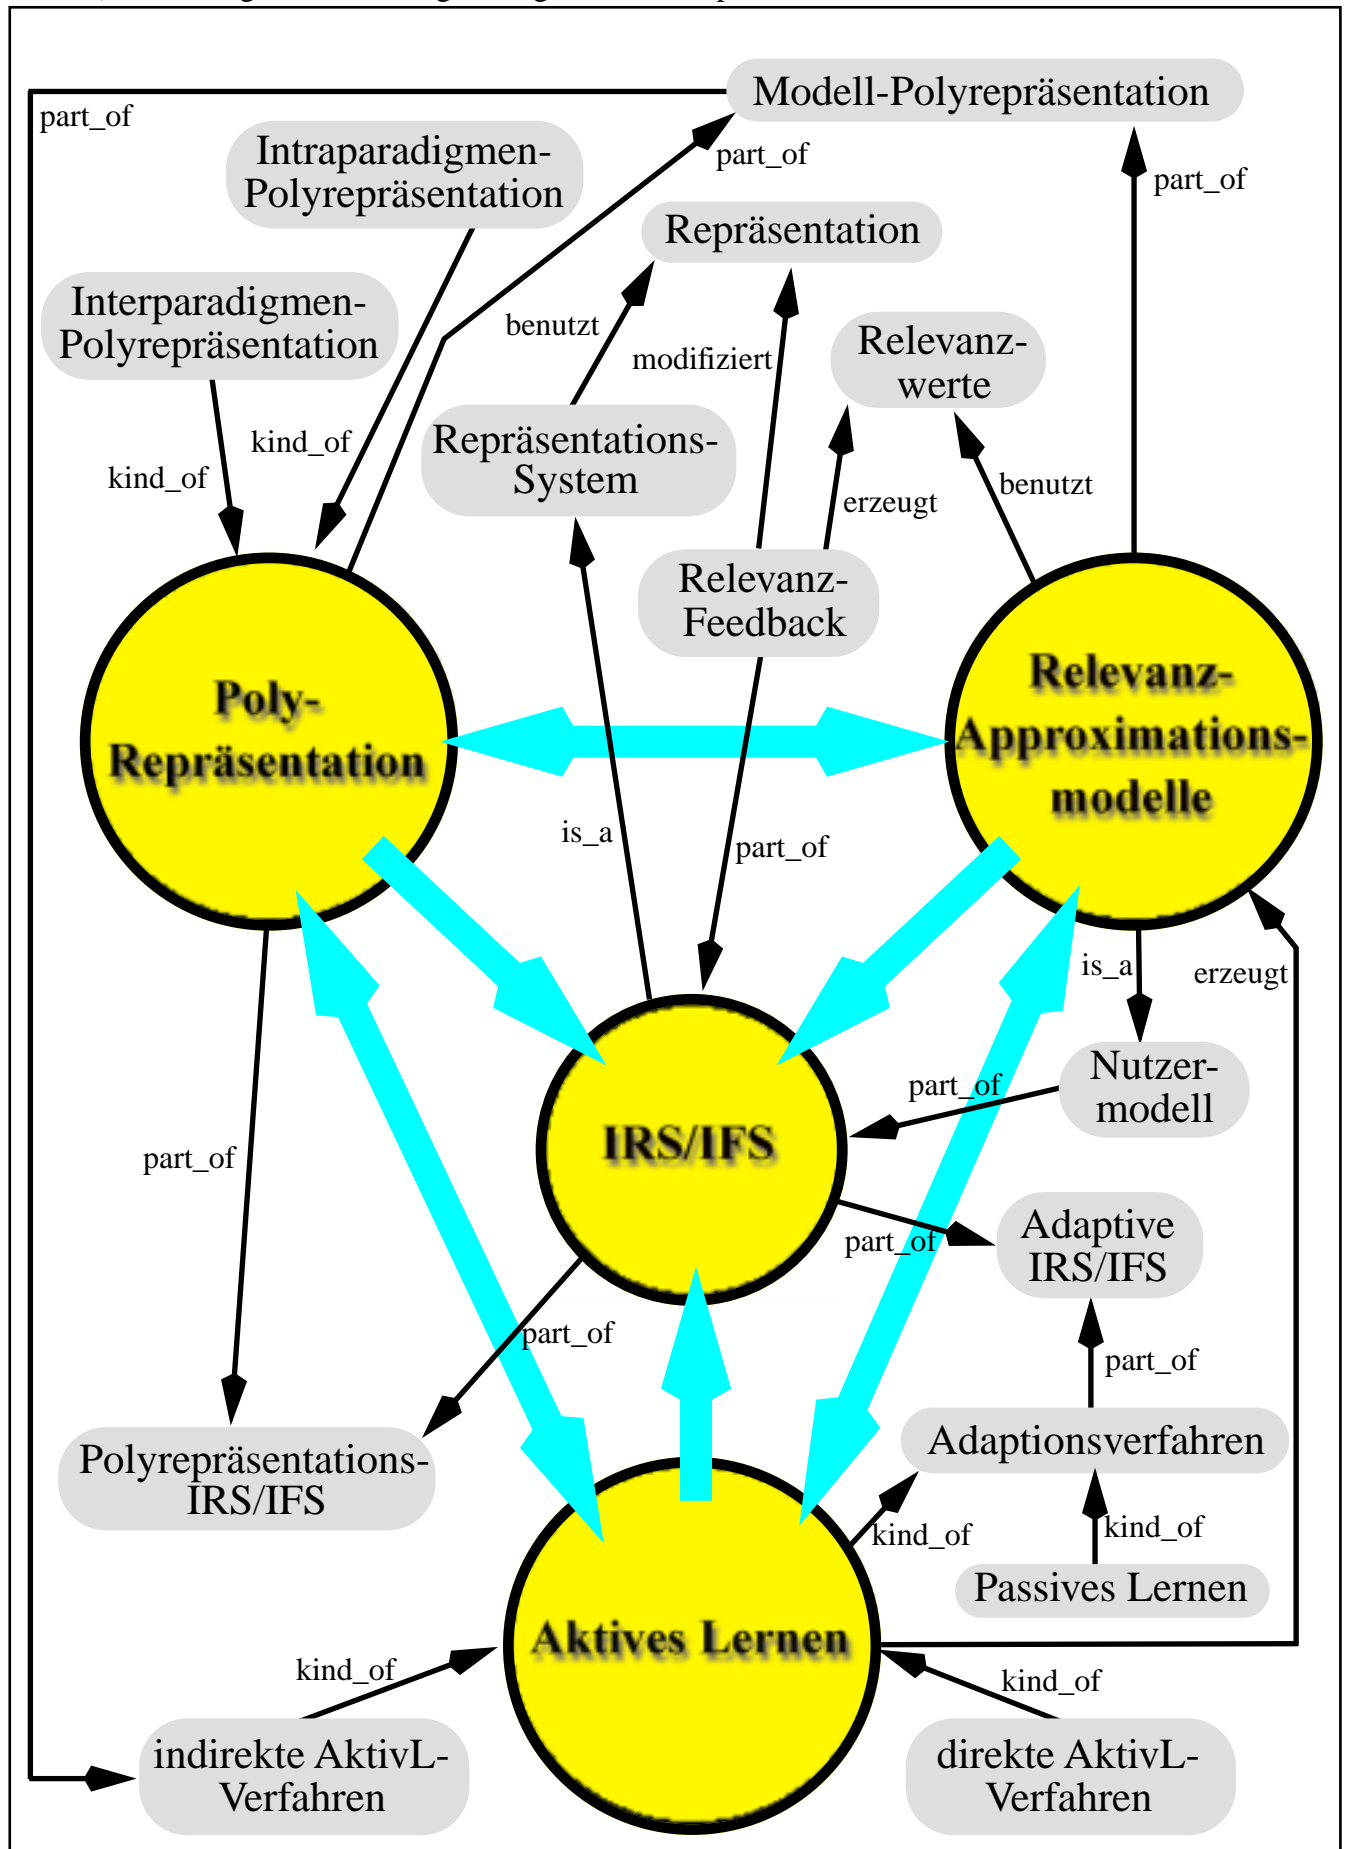 Modell-Polyrepräsentation
part_of
Intraparadigmen-
Polyrepräsentation
part_of
part_of
Repräsentation
Interparadigmen-
Polyrepräsentation
benutzt
modifiziert
Relevanz-
werte
kind_of
kind_of
Repräsentations-
System
erzeugt
benutzt
Relevanz-
Feedback
Poly-
Repräsentation
Relevanz-
Approximations-
modelle
is_a
part_of
is_a
erzeugt
Nutzer-
modell
part_of
IRS/IFS
part_of
part_of
Adaptive
IRS/IFS
part_of
part_of
Polyrepräsentations-
IRS/IFS
Adaptionsverfahren
kind_of
kind_of
Passives Lernen
Aktives Lernen
kind_of
kind_of
indirekte AktivL-
Verfahren
direkte AktivL-
Verfahren